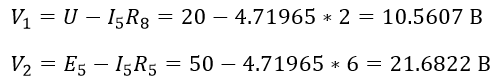 V₁ = U − I₅R₈ = 20 − 4.71965 * 2 = 10.5607 В
V₂ = E₅ − I₅R₅ = 50 − 4.71965 * 6 = 21.6822 В